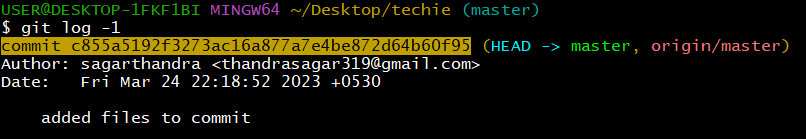 USER@DESKTOP-1FKF1BI MINGW64 ~/Desktop/techie (master)
$ git log -1
commit c855a5192f3273ac16a877a7e4be872d64b60f95 (HEAD -> master, origin/master)
Author: sagarthandra <thandrasagar319@gmail.com>
Date:   Fri Mar 24 22:18:52 2023 +0530
    added files to commit